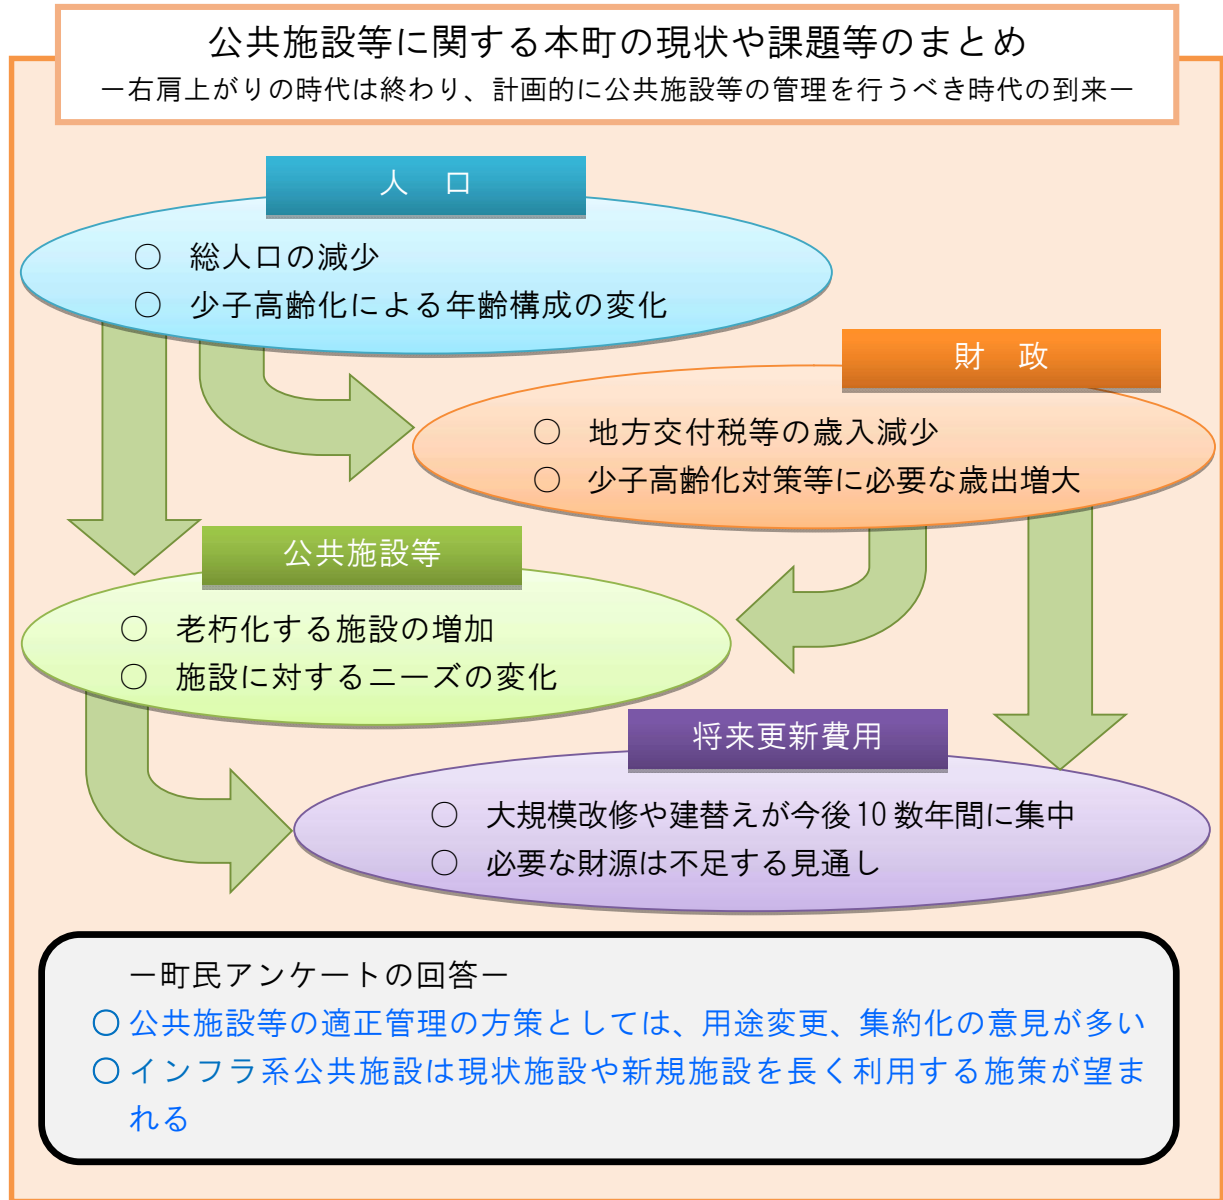 公共施設等に関する本町の現状や課題等のまとめ
－右肩上がりの時代は終わり、計画的に公共施設等の管理を行うべき時代の到来－
人　口
○　総人口の減少
○　少子高齢化による年齢構成の変化
財　政
○　地方交付税等の歳入減少
○　少子高齢化対策等に必要な歳出増大
公共施設等
○　老朽化する施設の増加
○　施設に対するニーズの変化
将来更新費用
○　大規模改修や建替えが今後10数年間に集中
○　必要な財源は不足する見通し
－町民アンケートの回答－
○公共施設等の適正管理の方策としては、用途変更、集約化の意見が多い
○インフラ系公共施設は現状施設や新規施設を長く利用する施策が望ま
れる